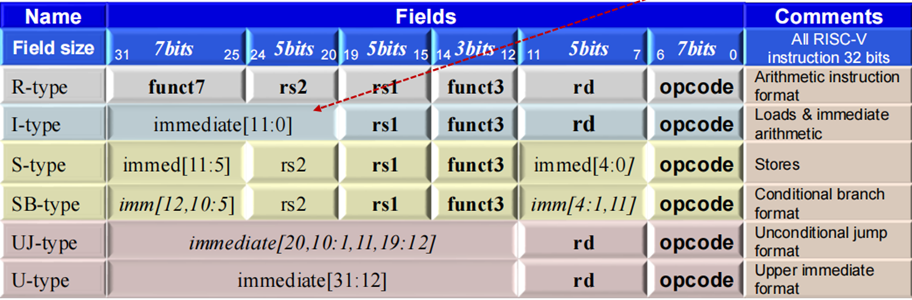 Name Fields Comments
Field size 31 7bits 25 24 5bits 20 19 5bits 15 14 3bits 12 11 5bits 7 6 7bits 0 All RISC-V
instruction 32 bits
R-type funct7 rs2 rs1 funct3 rd opcode Arithmetic instruction
format
I-type immediate[11:0] rs1 funct3 rd opcode Loads & immediate
arithmetic
S-type immed[11:5] rs2 rs1 funct3 immed[4:0] opcode Stores
SB-type imm[12,10:5] rs2 rs1 funct3 imm[4:1,11] opcode Conditional branch
format
UJ-type immediate[20,10:1,11,19:12] rd opcode Unconditional jump
format
U-type immediate[31:12] rd opcode Upper immediate
format